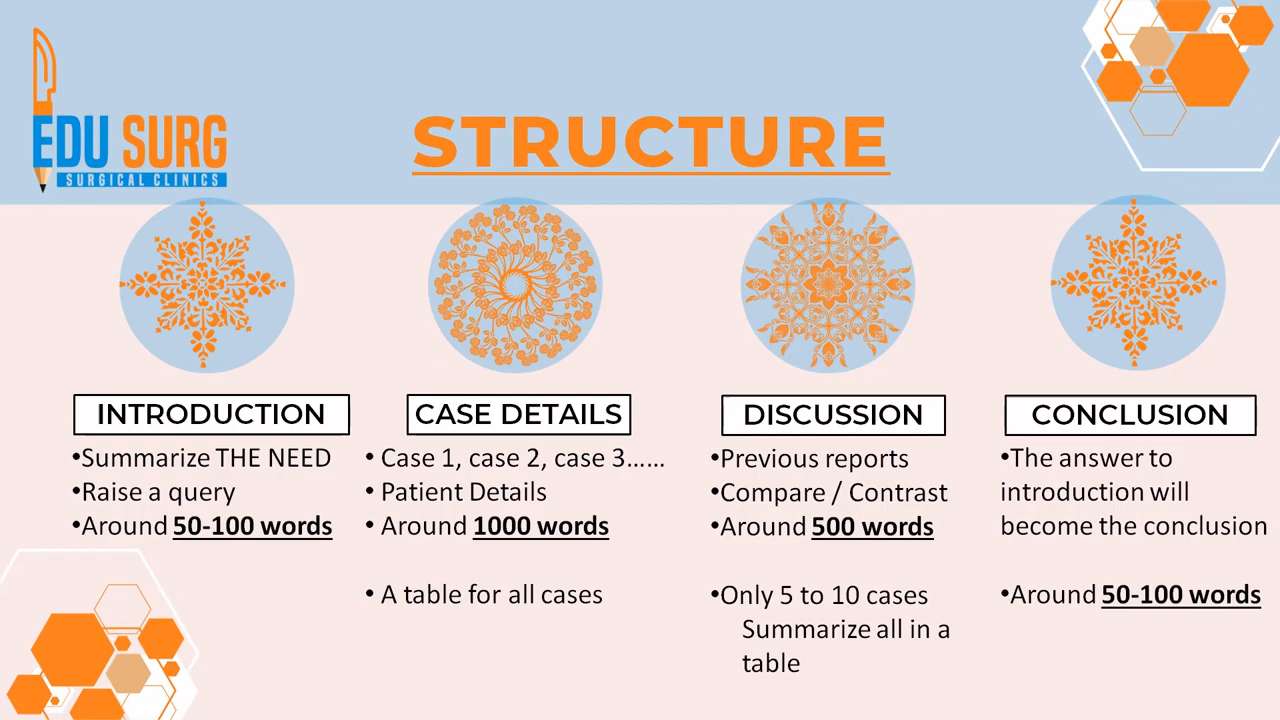 EDU SURG
SURGICAL CLINICS
STRUCTURE
INTRODUCTION
•Summarize THE NEED
•Raise a query
•Around 50-100 words
CASE DETAILS
• Case 1, case 2, case 3......
• Patient Details
• Around 1000 words
• A table for all cases
DISCUSSION
•Previous reports
•Compare / Contrast
•Around 500 words
•Only 5 to 10 cases
Summarize all in a
table
CONCLUSION
•The answer to
introduction will
become the conclusion
•Around 50-100 words